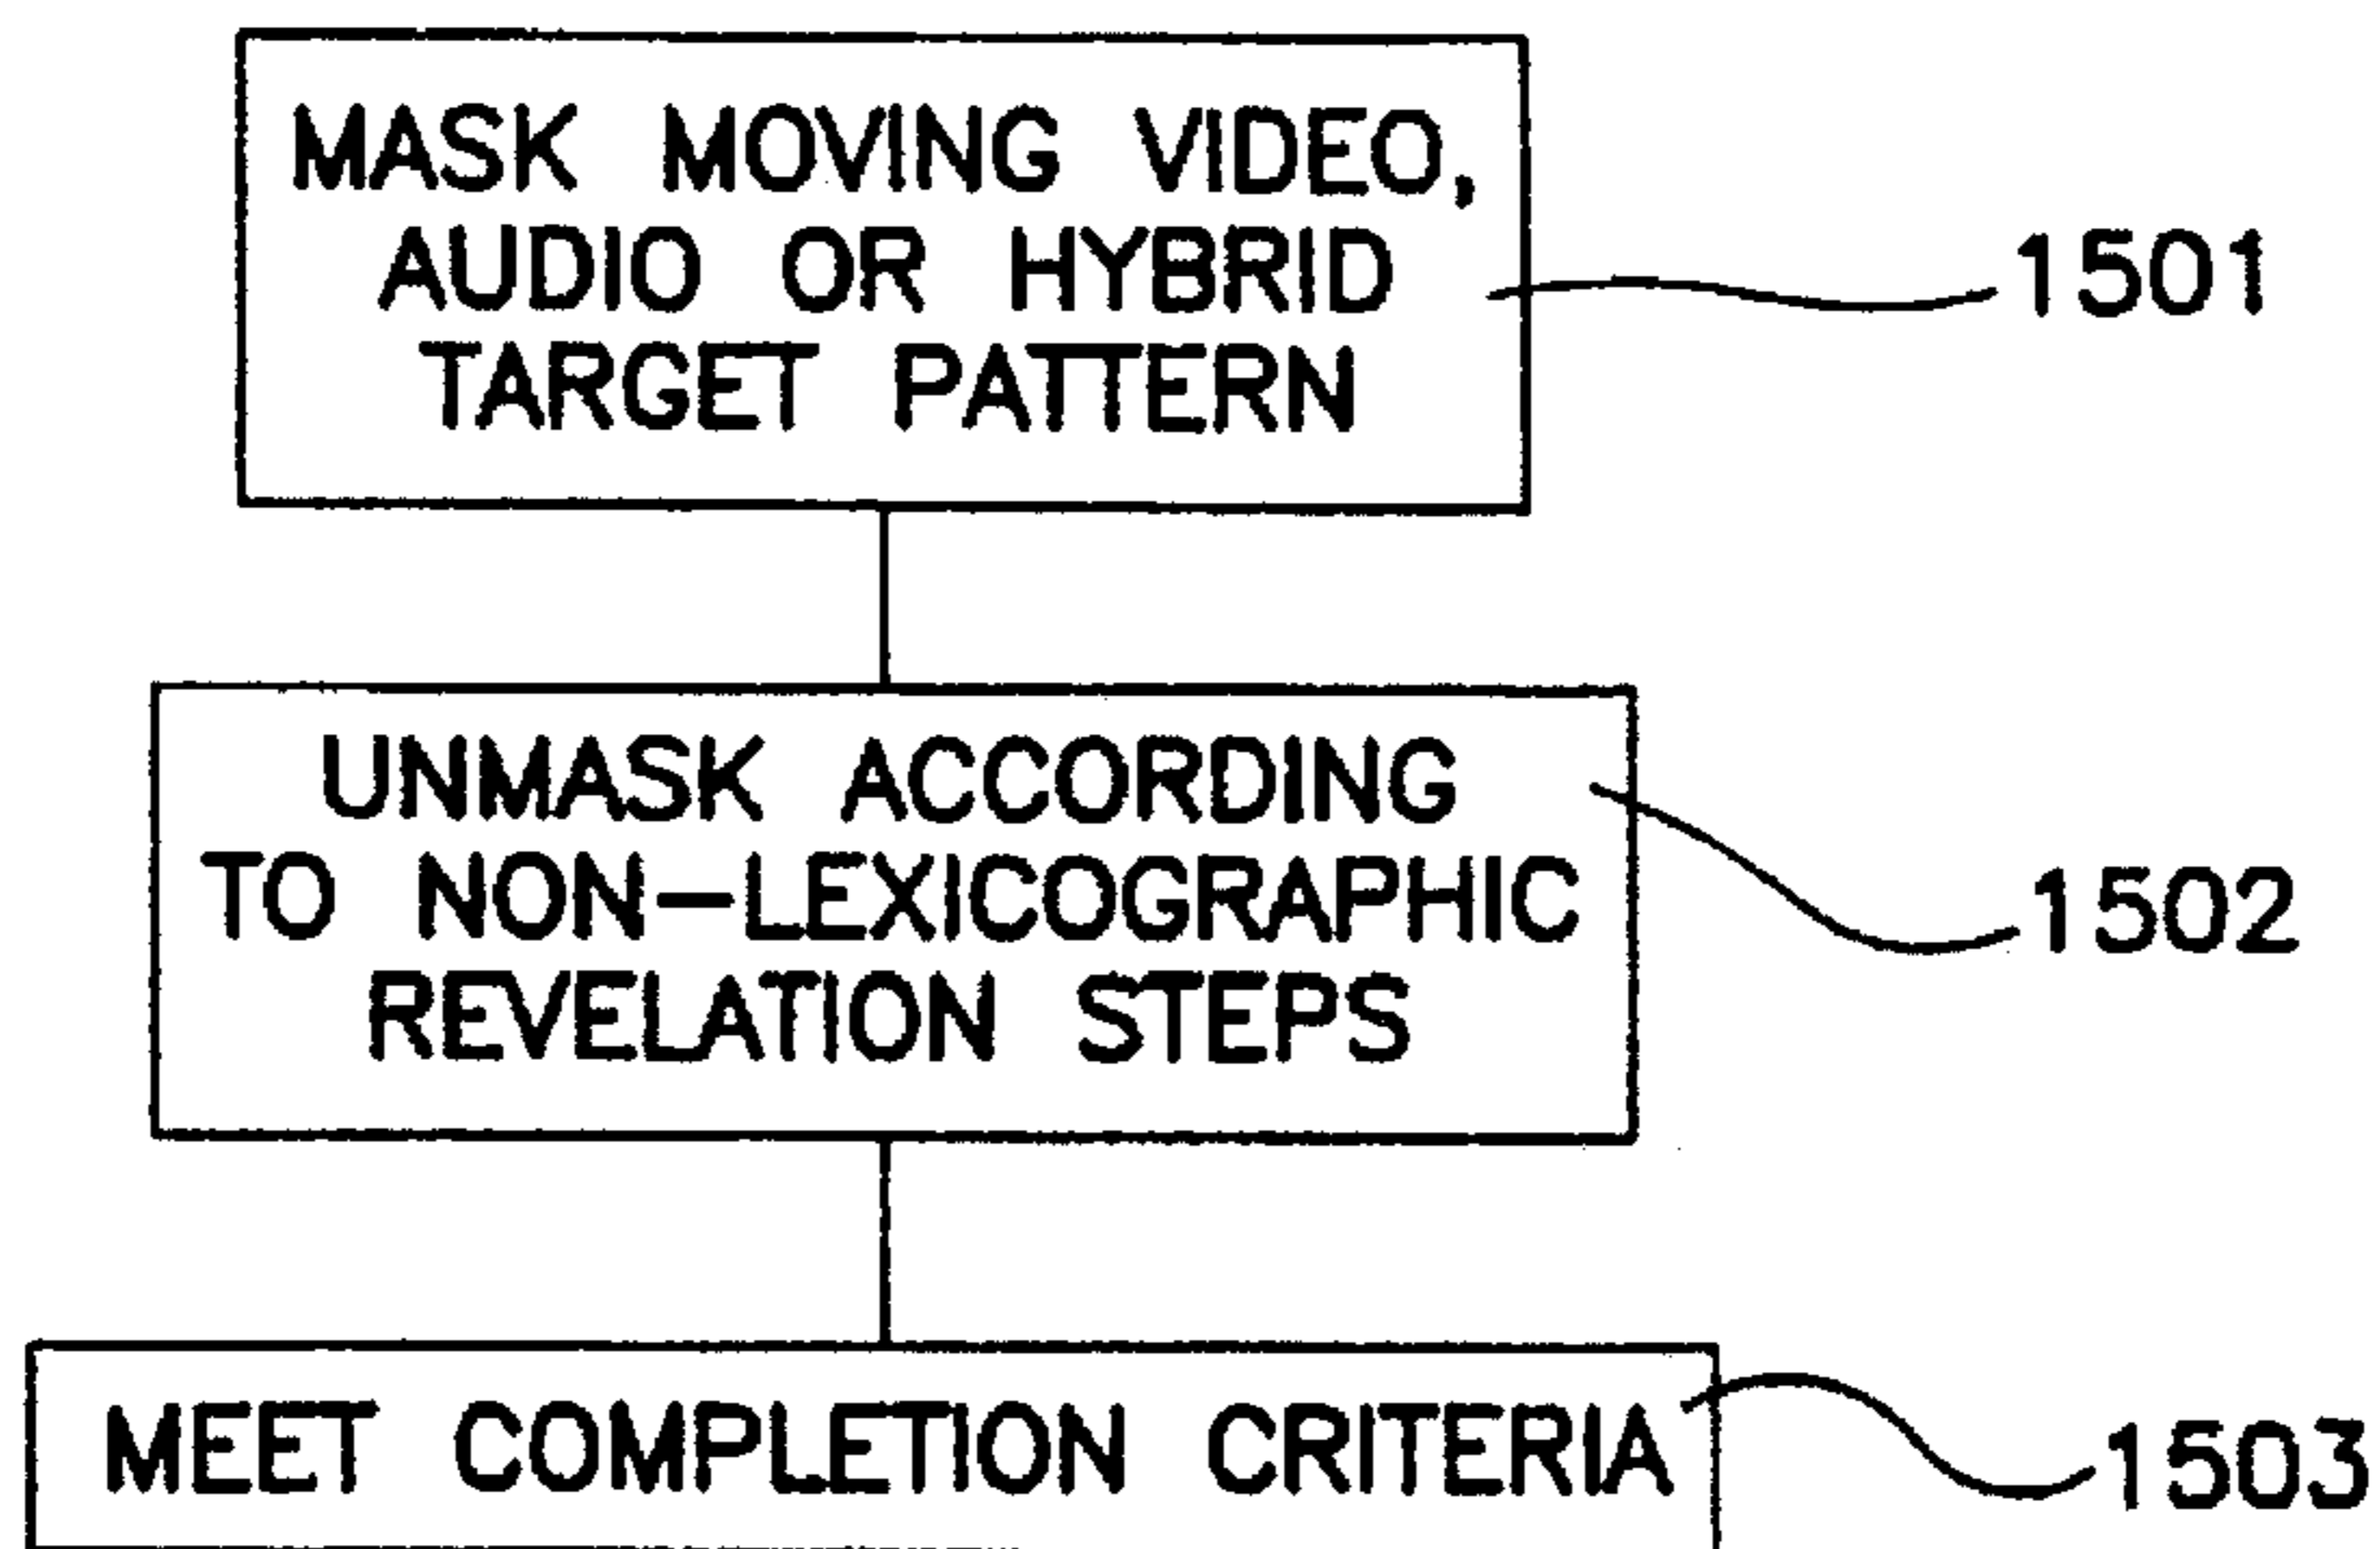 MASK MOVING VIDEO,
AUDIO OR HYBRID
TARGET PATTERN
1501
UNMASK ACCORDING
TO NON-LEXICOGRAPHIC
REVELATION STEPS
1502
MEET COMPLETION CRITERIA
1503